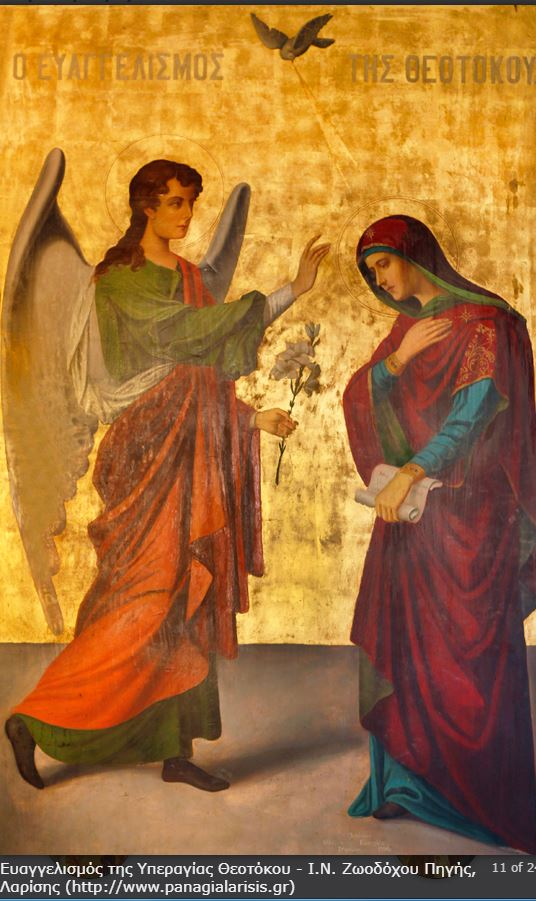 Ο ΕΥΑΓΓΕΛΙΣΜΟΣ ΤΗΣ ΘΕΟΤΟΚΟΥ
Ευαγγελισμός της Υπεραγίας Θεοτόκου - Ι.Ν. Ζωοδόχου Πηγής, 11 of 24
Λαρίσης (http://www.panagialarisis.gr)